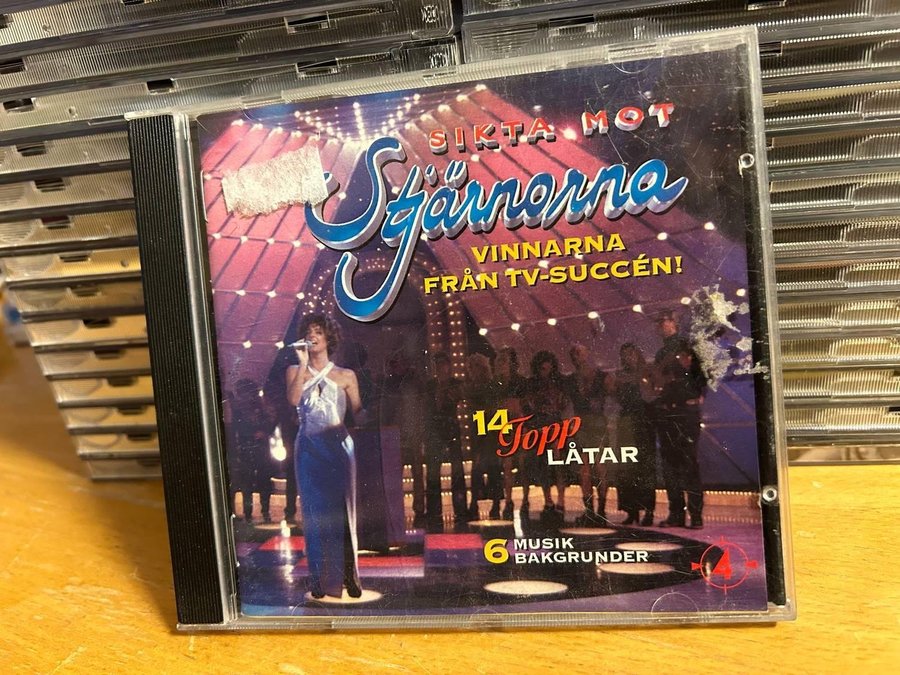 SIKTA MOT
Stjärnorna
VINNARNA
FRÅN TV-SUCCÉN!
14 Topp
LÅTAR
6 MUSIK
BAKGRUNDER
4